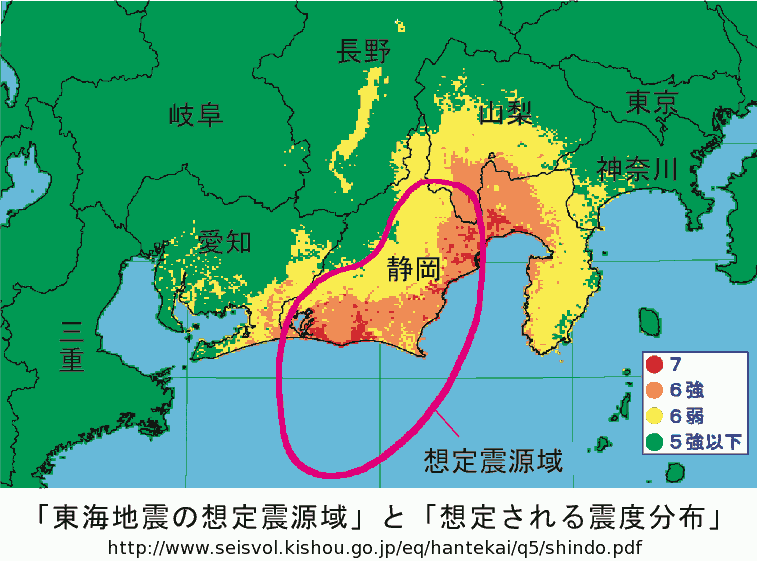 長野
山梨
東京
岐阜
神奈川
愛知
静岡
三重
7
6強
6弱
5強以下
想定震源域
「東海地震の想定震源域」と「想定される震度分布」
http://www.seisvol.kishou.go.jp/eq/hantekai/q5/shindo.pdf